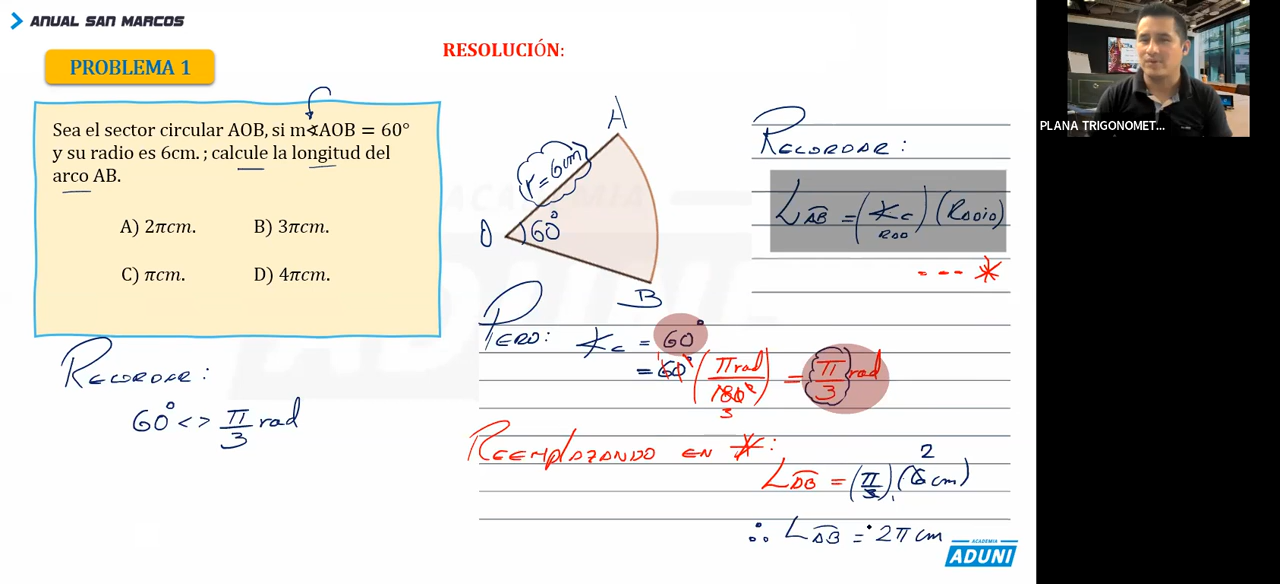 ANUAL SAN MARCOS
PROBLEMA 1
Sea el sector circular AOB, si m∢AOB = 60°
y su radio es 6cm. ; calcule la longitud del
arco AB.
A) 2πcm. B) 3πcm.
C) πcm. D) 4πcm.
RECORDAR:
60° <> π/3 rad
RESOLUCIÓN:
A
r = 6cm
O 60°
B
RECORDAR:
L AB = (∢c RAD) (RADIO)
--- *
PERO: ∢c = 60°
= 60° (π rad / 180° 3) = π/3 rad
REEMPLAZANDO EN *:
2
L AB = (π/3) . (6 cm)
∴ L AB = 2π cm
ACADEMIA
ADUNI
PLANA TRIGONOMET...